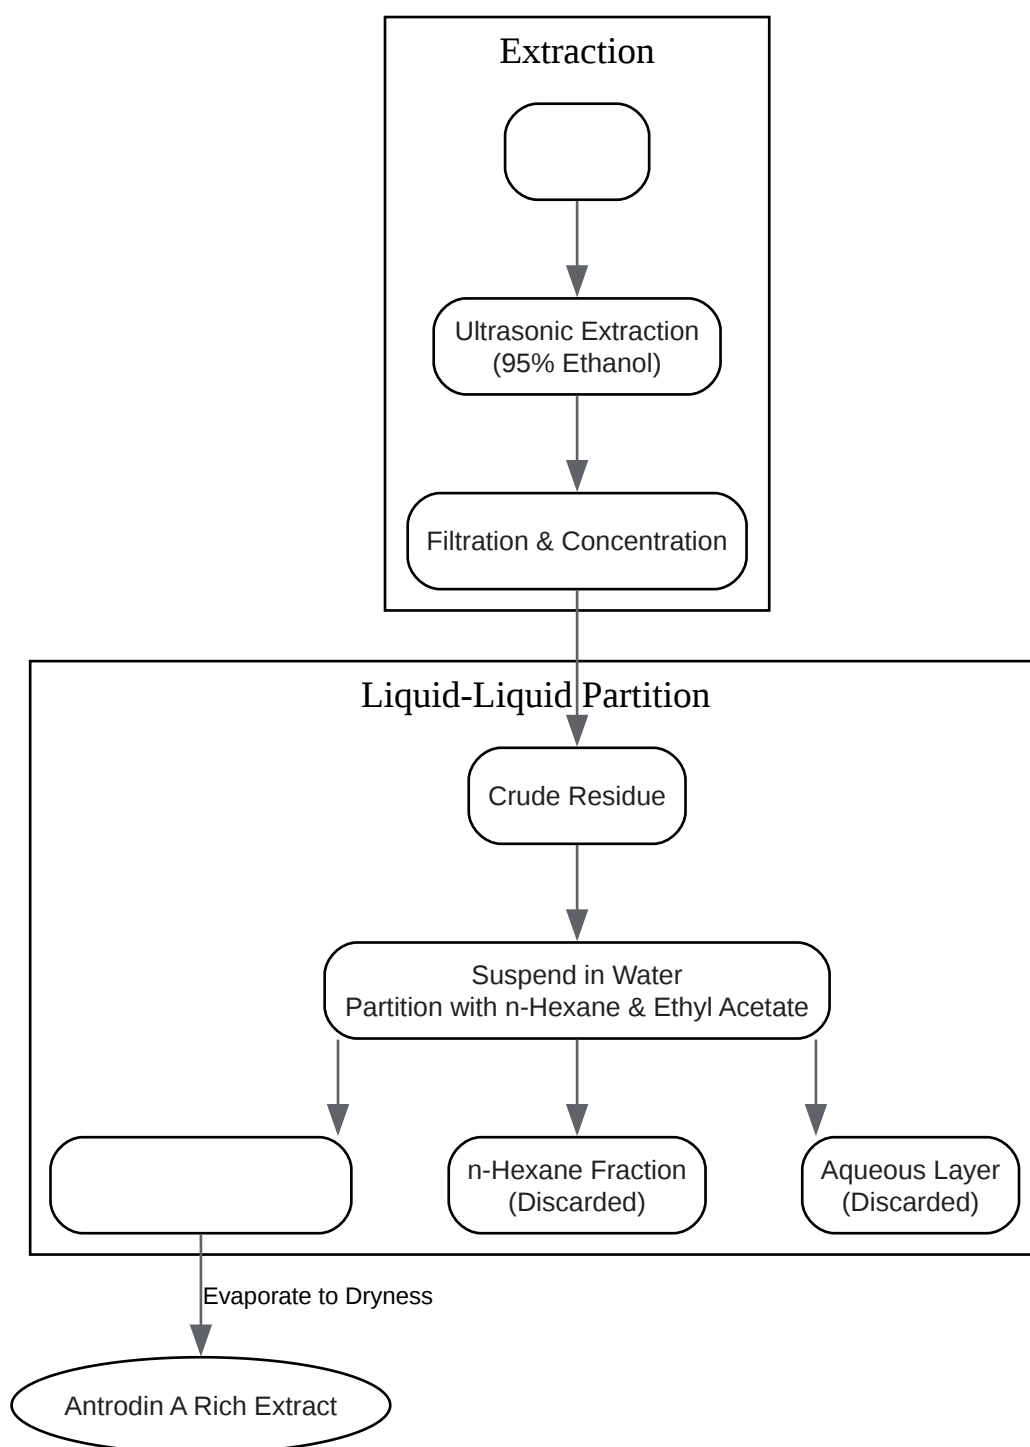 Extraction
Ultrasonic Extraction
(95% Ethanol)
Filtration & Concentration
Liquid-Liquid Partition
Crude Residue
Suspend in Water
Partition with n-Hexane & Ethyl Acetate
n-Hexane Fraction
(Discarded)
Aqueous Layer
(Discarded)
Evaporate to Dryness
Antrodin A Rich Extract